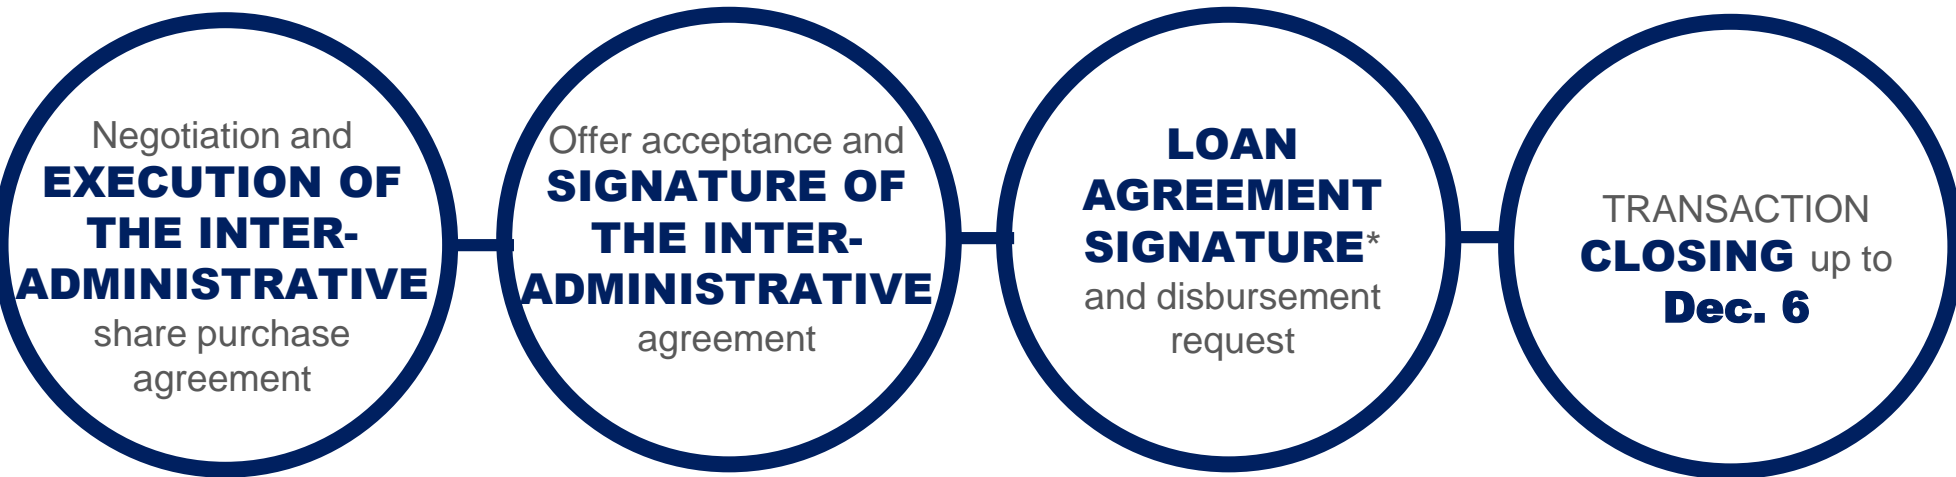 Negotiation and
EXECUTION OF
THE INTER-
ADMINISTRATIVE
share purchase
agreement
Offer acceptance and
SIGNATURE OF
THE INTER-
ADMINISTRATIVE
agreement
LOAN
AGREEMENT
SIGNATURE*
and disbursement
request
TRANSACTION
CLOSING up to
Dec. 6